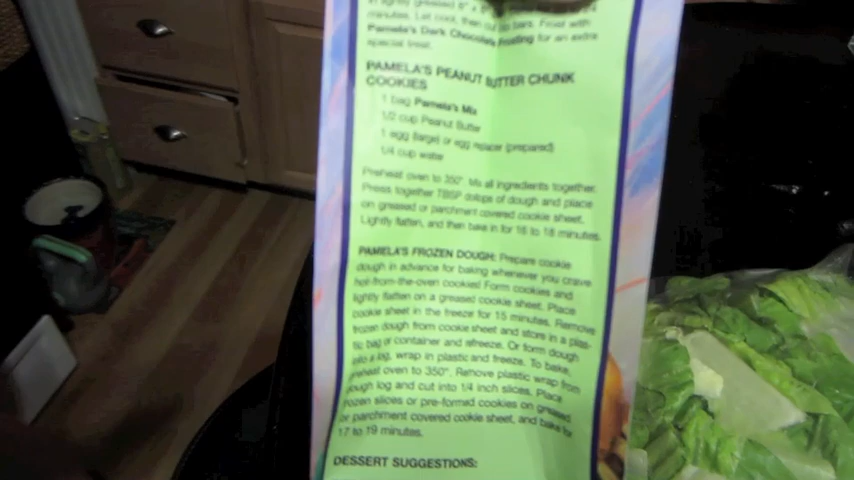 in lightly greased 8" x
minutes. Let cool, then cut bars. Frost with
Pamela's Dark Chocolate Frosting for an extra
special treat.
PAMELA'S PEANUT BUTTER CHUNK
COOKIES
1 bag Pamela's Mix
1/2 cup Peanut Butter
1 egg (large) or egg replacer (prepared)
1/4 cup water
Preheat oven to 350° Mix all ingredients together.
Press together TBSP dollops of dough and place
on greased or parchment covered cookie sheet.
Lightly flatten, and then bake in for 16 to 18 minutes.
PAMELA'S FROZEN DOUGH: Prepare cookie
dough in advance for baking whenever you crave
hot-from-the-oven cookies! Form cookies and
lightly flatten on a greased cookie sheet. Place
cookie sheet in the freeze for 15 minutes. Remove
frozen dough from cookie sheet and store in a plas-
tic bag or container and refreeze. Or form dough
into a log, wrap in plastic and freeze. To bake,
preheat oven to 350°. Remove plastic wrap from
dough log and cut into 1/4 inch slices. Place
frozen slices or pre-formed cookies on greased
or parchment covered cookie sheet, and bake for
17 to 19 minutes.
DESSERT SUGGESTIONS: